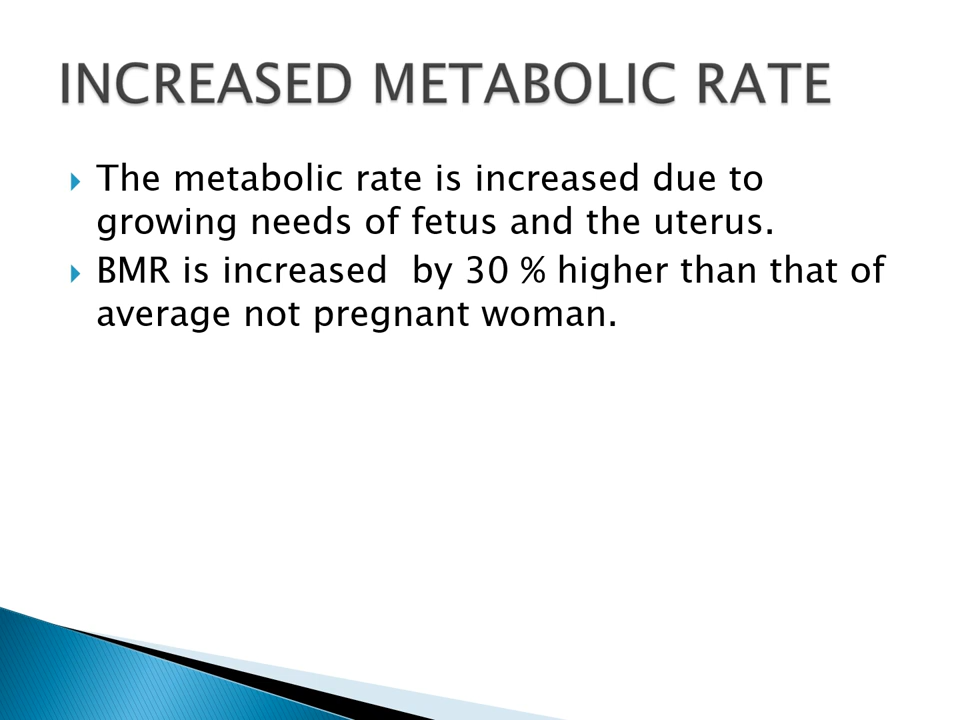 INCREASED METABOLIC RATE
The metabolic rate is increased due to
growing needs of fetus and the uterus.
BMR is increased  by 30 % higher than that of
average not pregnant woman.